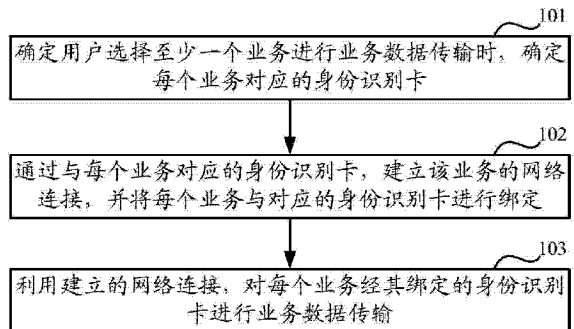 101
确定用户选择至少一个业务进行业务数据传输时，确定
每个业务对应的身份识别卡
102
通过与每个业务对应的身份识别卡，建立该业务的网络
连接，并将每个业务与对应的身份识别卡进行绑定
103
利用建立的网络连接，对每个业务经其绑定的身份识别
卡进行业务数据传输